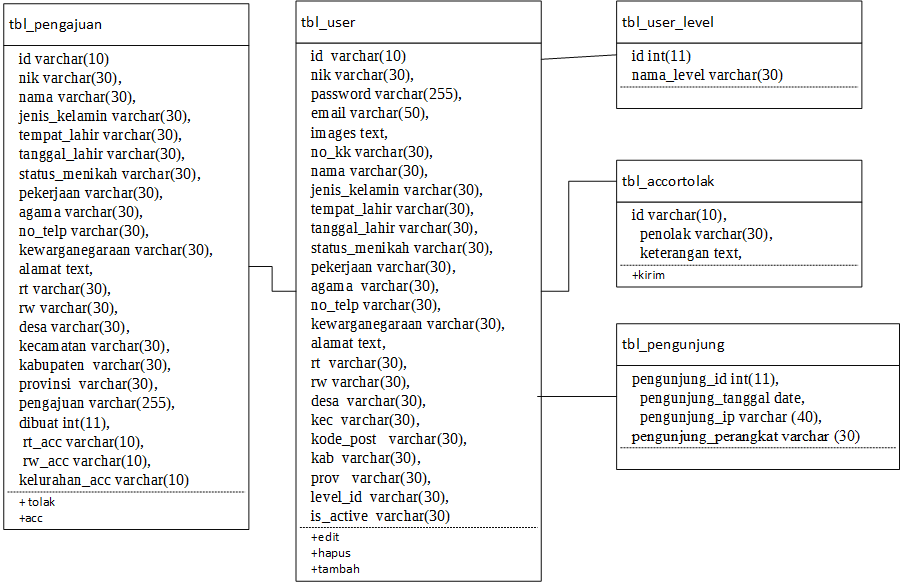 tbl_pengajuan
id varchar(10)
nik varchar(30),
nama varchar(30),
jenis_kelamin varchar(30),
tempat_lahir varchar(30),
tanggal_lahir varchar(30),
status_menikah varchar(30),
pekerjaan varchar(30),
agama varchar(30),
no_telp varchar(30),
kewarganegaraan varchar(30),
alamat text,
rt varchar(30),
rw varchar(30),
desa varchar(30),
kecamatan varchar(30),
kabupaten varchar(30),
provinsi varchar(30),
pengajuan varchar(255),
dibuat int(11),
rt_acc varchar(10),
rw_acc varchar(10),
kelurahan_acc varchar(10)
+ tolak
+acc
tbl_user
id varchar(10)
nik varchar(30),
password varchar(255),
email varchar(50),
images text,
no_kk varchar(30),
nama varchar(30),
jenis_kelamin varchar(30),
tempat_lahir varchar(30),
tanggal_lahir varchar(30),
status_menikah varchar(30),
pekerjaan varchar(30),
agama varchar(30),
no_telp varchar(30),
kewarganegaraan varchar(30),
alamat text,
rt varchar(30),
rw varchar(30),
desa varchar(30),
kec varchar(30),
kode_post varchar(30),
kab varchar(30),
prov varchar(30),
level_id varchar(30),
is_active varchar(30)
+edit
+hapus
+tambah
tbl_user_level
id int(11)
nama_level varchar(30)
tbl_accortolak
id varchar(10),
penolak varchar(30),
keterangan text,
+kirim
tbl_pengunjung
pengunjung_id int(11),
pengunjung_tanggal date,
pengunjung_ip varchar (40),
pengunjung_perangkat varchar (30)